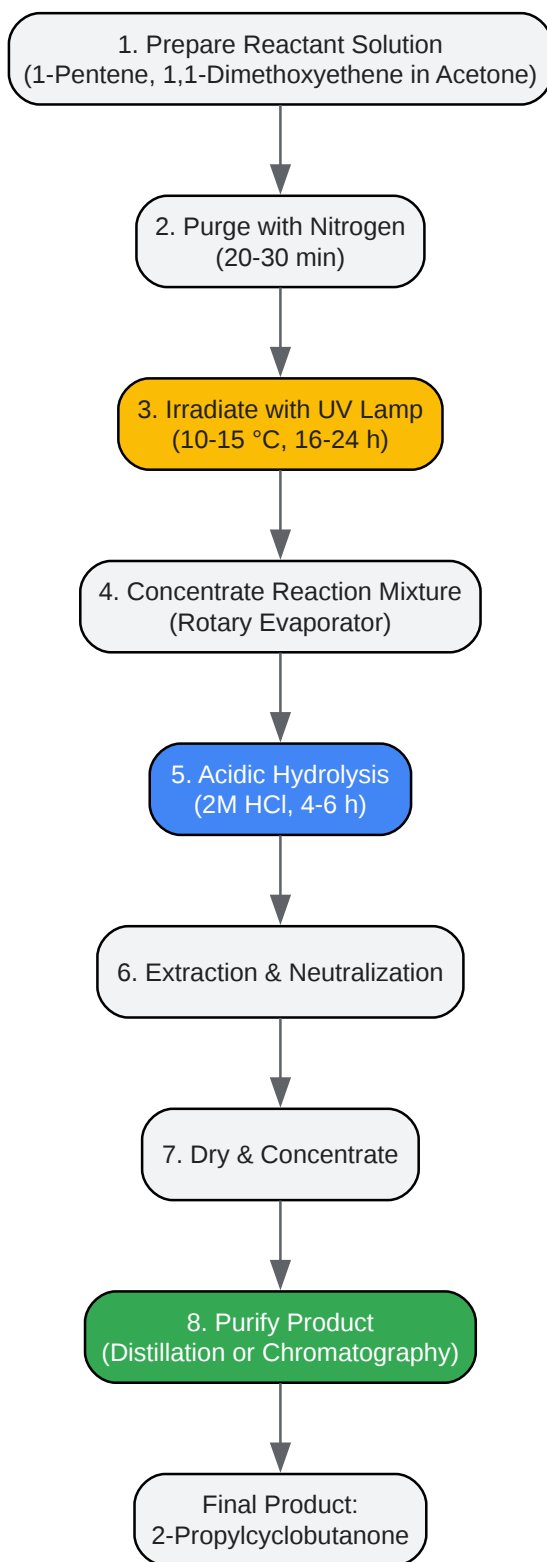 1. Prepare Reactant Solution
(1-Pentene, 1,1-Dimethoxyethene in Acetone)
2. Purge with Nitrogen
(20-30 min)
3. Irradiate with UV Lamp
(10-15 °C, 16-24 h)
4. Concentrate Reaction Mixture
(Rotary Evaporator)
5. Acidic Hydrolysis
(2M HCl, 4-6 h)
6. Extraction & Neutralization
7. Dry & Concentrate
8. Purify Product
(Distillation or Chromatography)
Final Product:
2-Propylcyclobutanone